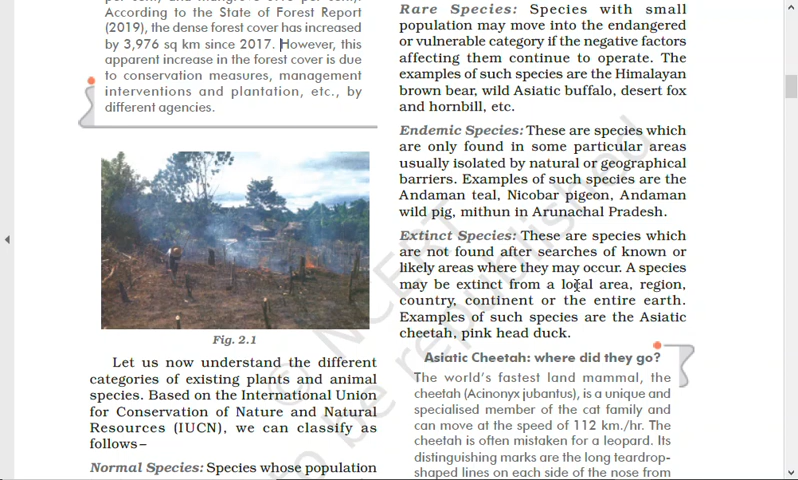 per cent, and mangrove 0.10 per cent).
According to the State of Forest Report
(2019), the dense forest cover has increased
by 3,976 sq km since 2017. However, this
apparent increase in the forest cover is due
to conservation measures, management
interventions and plantation, etc., by
different agencies.
Fig. 2.1
Let us now understand the different
categories of existing plants and animal
species. Based on the International Union
for Conservation of Nature and Natural
Resources (IUCN), we can classify as
follows–
Normal Species: Species whose population
Rare Species: Species with small
population may move into the endangered
or vulnerable category if the negative factors
affecting them continue to operate. The
examples of such species are the Himalayan
brown bear, wild Asiatic buffalo, desert fox
and hornbill, etc.
Endemic Species: These are species which
are only found in some particular areas
usually isolated by natural or geographical
barriers. Examples of such species are the
Andaman teal, Nicobar pigeon, Andaman
wild pig, mithun in Arunachal Pradesh.
Extinct Species: These are species which
are not found after searches of known or
likely areas where they may occur. A species
may be extinct from a local area, region,
country, continent or the entire earth.
Examples of such species are the Asiatic
cheetah, pink head duck.
Asiatic Cheetah: where did they go?
The world's fastest land mammal, the
cheetah (Acinonyx jubantus), is a unique and
specialised member of the cat family and
can move at the speed of 112 km./hr. The
cheetah is often mistaken for a leopard. Its
distinguishing marks are the long teardrop-
shaped lines on each side of the nose from
© NCERT
to be republished